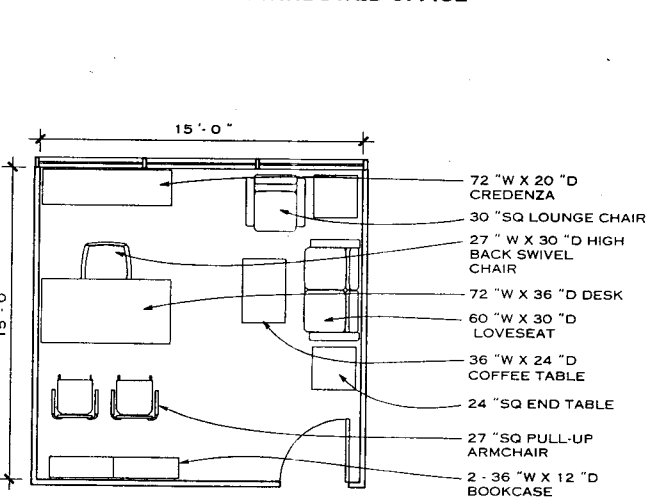 15'-0"
72 "W X 20 "D
CREDENZA
30 "SQ LOUNGE CHAIR
27 " W X 30 "D HIGH
BACK SWIVEL
CHAIR
72 "W X 36 "D DESK
60 "W X 30 "D
LOVESEAT
36 "W X 24 "D
COFFEE TABLE
24 "SQ END TABLE
27 "SQ PULL-UP
ARMCHAIR
2 - 36 "W X 12 "D
BOOKCASE